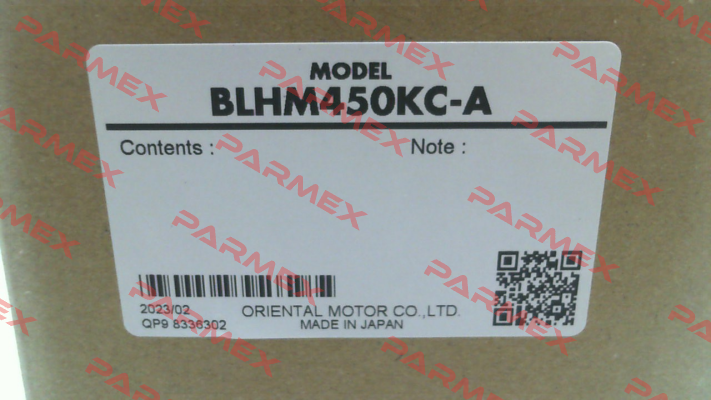 MODEL
BLHM450KC-A
Contents :
Note :
2023/02
QP9 8336302
ORIENTAL MOTOR CO.,LTD.
MADE IN JAPAN
PARMEX